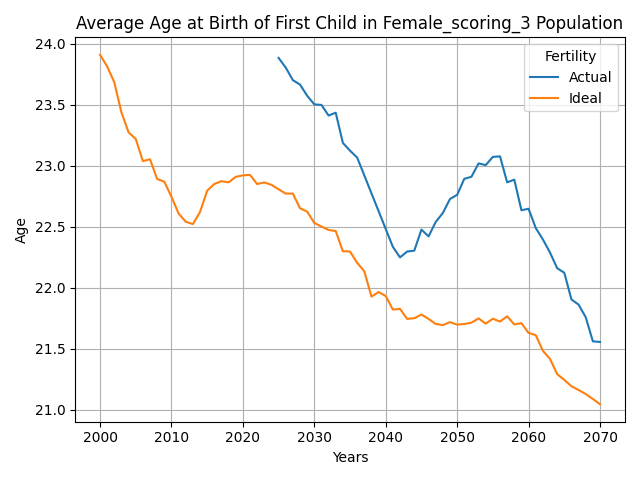 Average Age at Birth of First Child in Female_scoring_3 Population
Fertility
Actual
Ideal
Age
24.0
23.5
23.0
22.5
22.0
21.5
21.0
2000 2010 2020 2030 2040 2050 2060 2070
Years